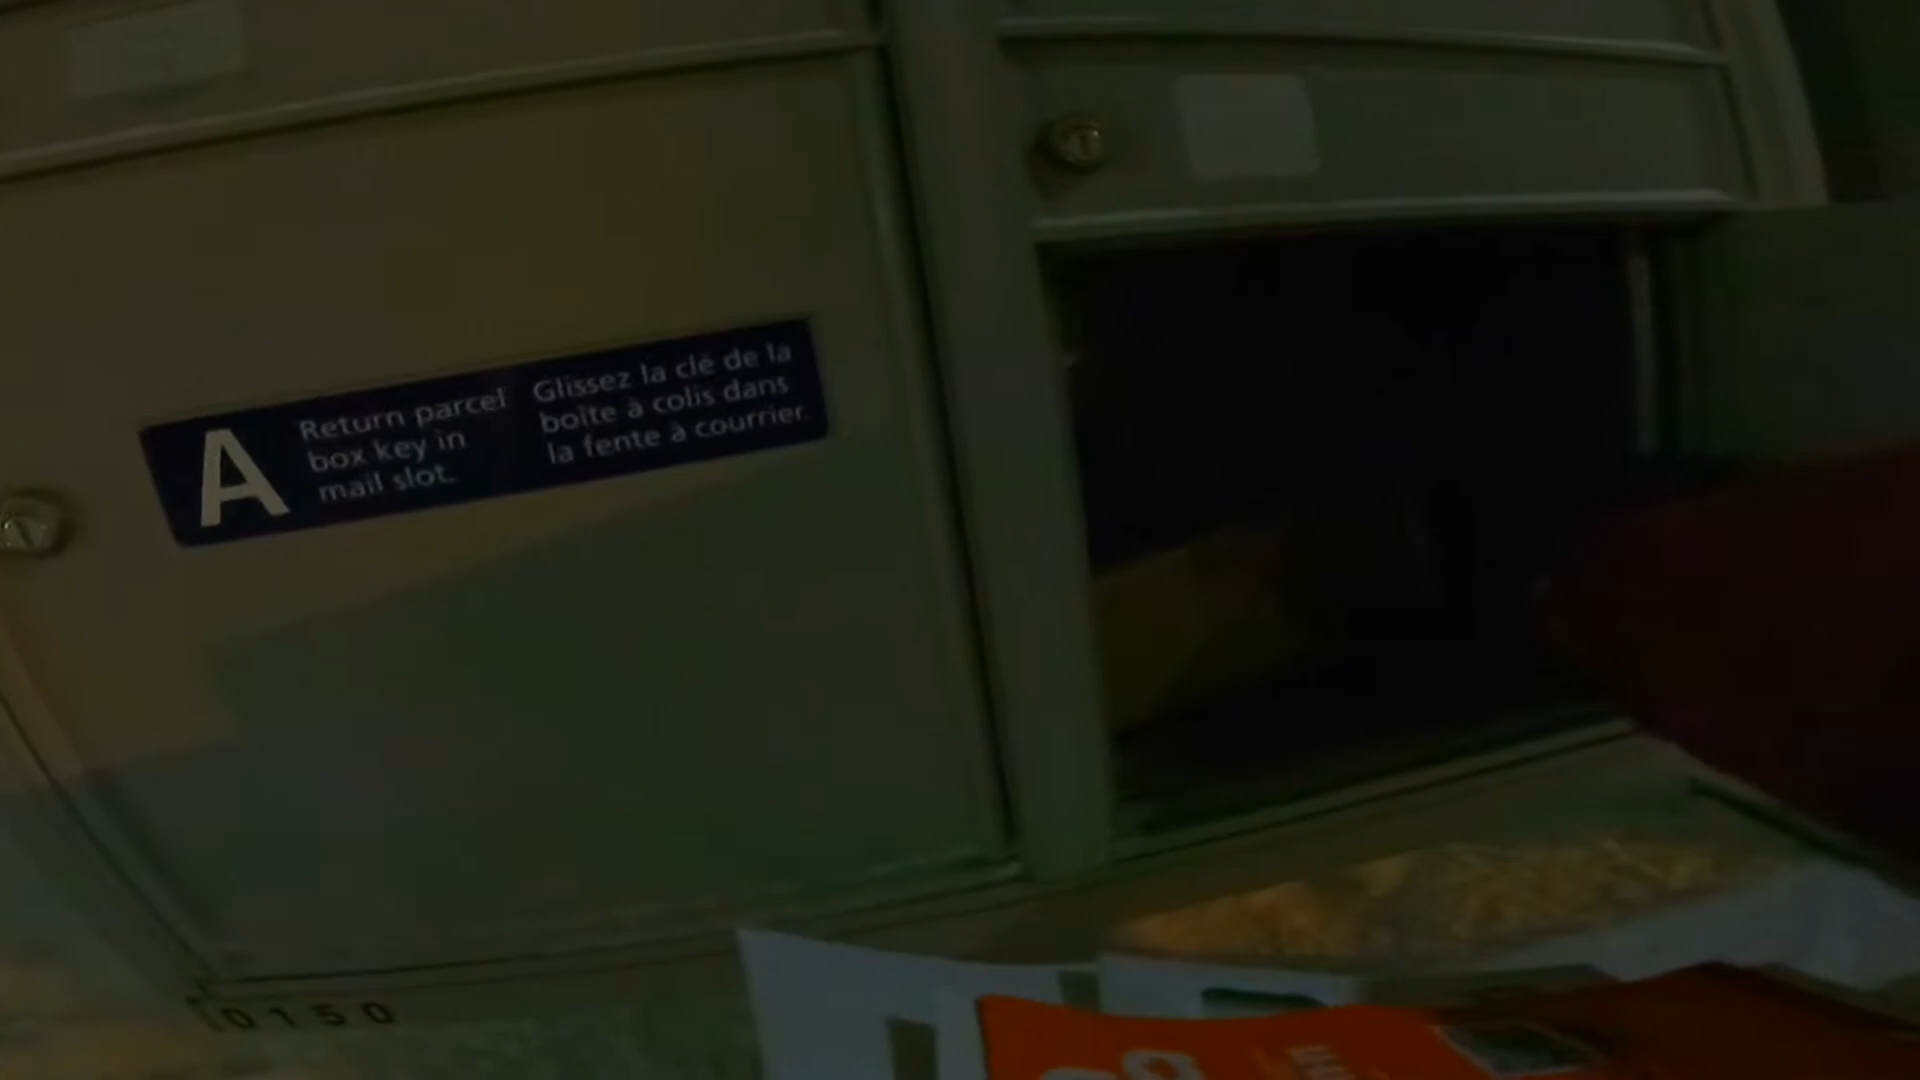 A
Return parcel
box key in
mail slot.
Glissez la clé de la
boîte à colis dans
la fente à courrier.
0150